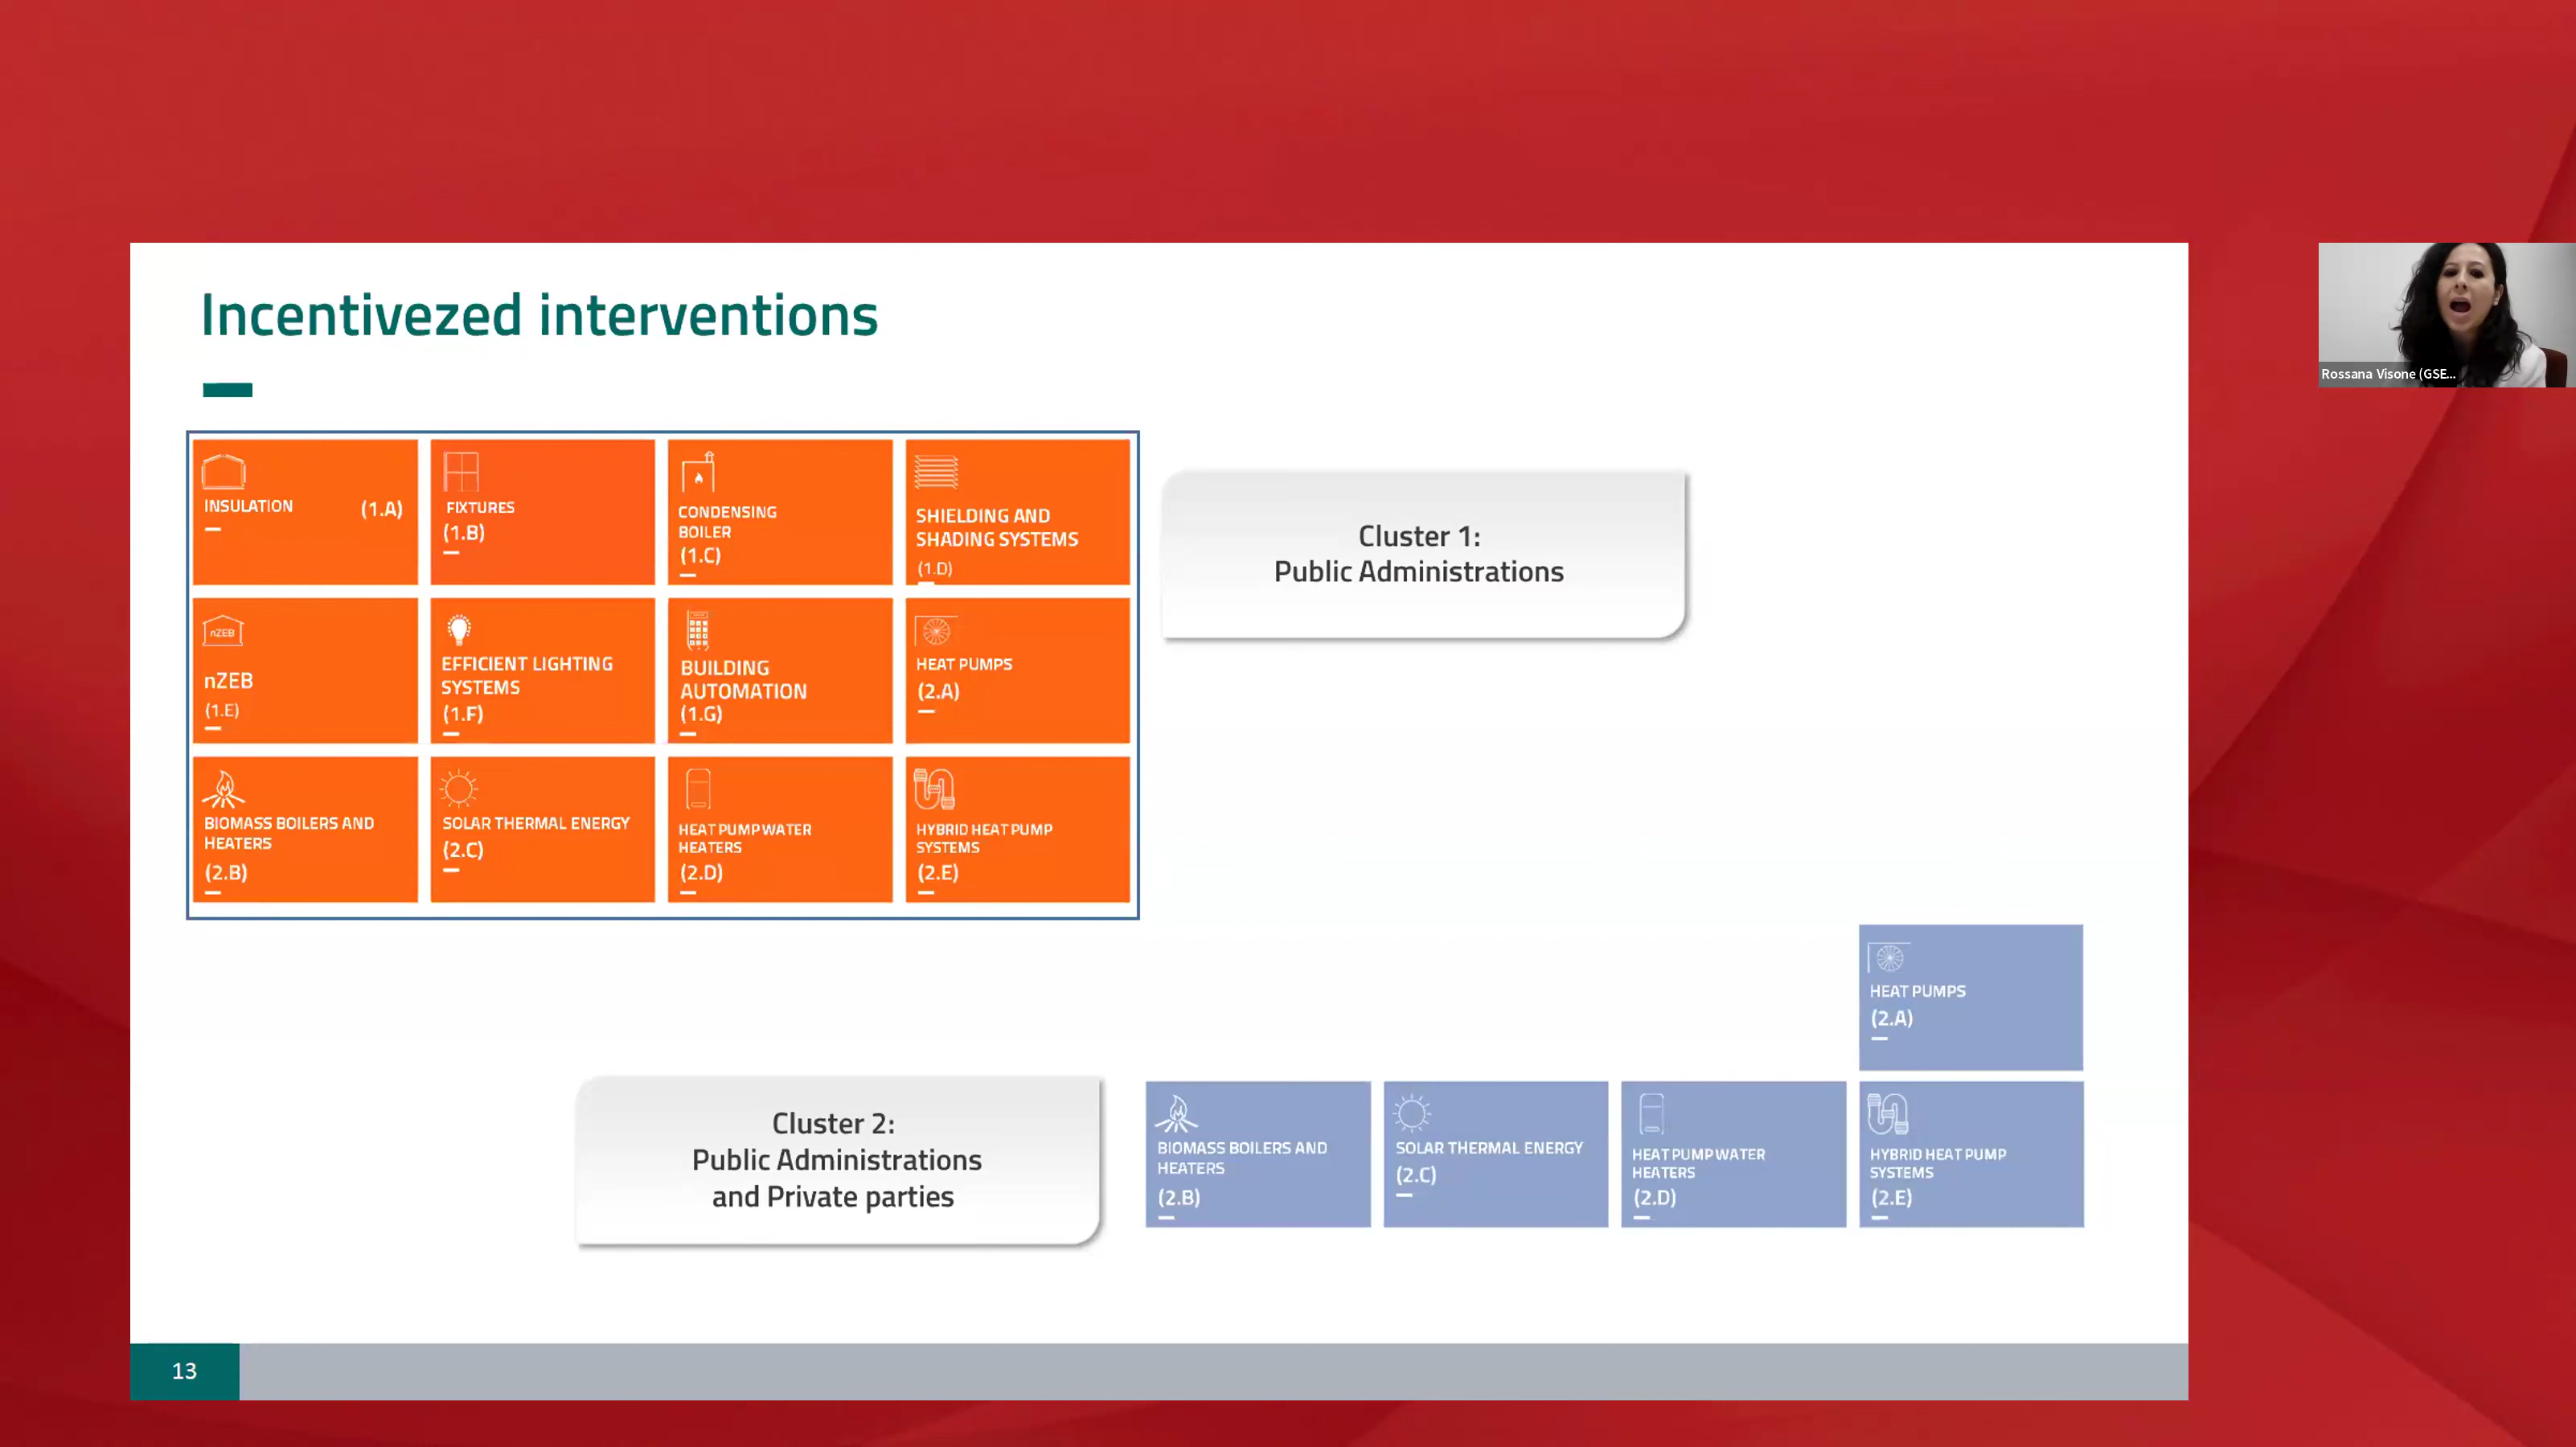 Incentivezed interventions
INSULATION (1.A)
FIXTURES
(1.B)
CONDENSING
BOILER
(1.C)
SHIELDING AND
SHADING SYSTEMS
(1.D)
nZEB
nZEB
(1.E)
EFFICIENT LIGHTING
SYSTEMS
(1.F)
BUILDING
AUTOMATION
(1.G)
HEAT PUMPS
(2.A)
BIOMASS BOILERS AND
HEATERS
(2.B)
SOLAR THERMAL ENERGY
(2.C)
HEAT PUMP WATER
HEATERS
(2.D)
HYBRID HEAT PUMP
SYSTEMS
(2.E)
Cluster 1:
Public Administrations
Cluster 2:
Public Administrations
and Private parties
HEAT PUMPS
(2.A)
BIOMASS BOILERS AND
HEATERS
(2.B)
SOLAR THERMAL ENERGY
(2.C)
HEAT PUMP WATER
HEATERS
(2.D)
HYBRID HEAT PUMP
SYSTEMS
(2.E)
13
Rossana Visone (GSE...